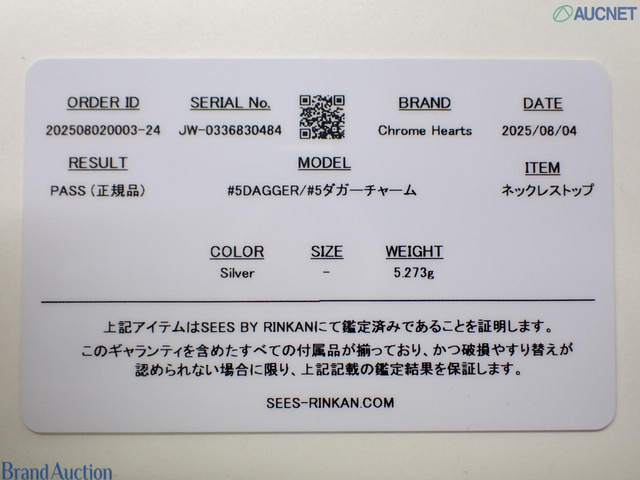 AUCNET
ORDER ID SERIAL No. BRAND DATE
202508020003-24 JW-0336830484 Chrome Hearts 2025/08/04
RESULT MODEL ITEM
PASS（正規品） #5DAGGER/#5ダガーチャーム ネックレストップ
COLOR SIZE WEIGHT
Silver - 5.273g
上記アイテムはSEES BY RINKANにて鑑定済みであることを証明します。
このギャランティを含めたすべての付属品が揃っており、かつ破損やすり替えが
認められない場合に限り、上記記載の鑑定結果を保証します。
SEES-RINKAN.COM
Brand Auction